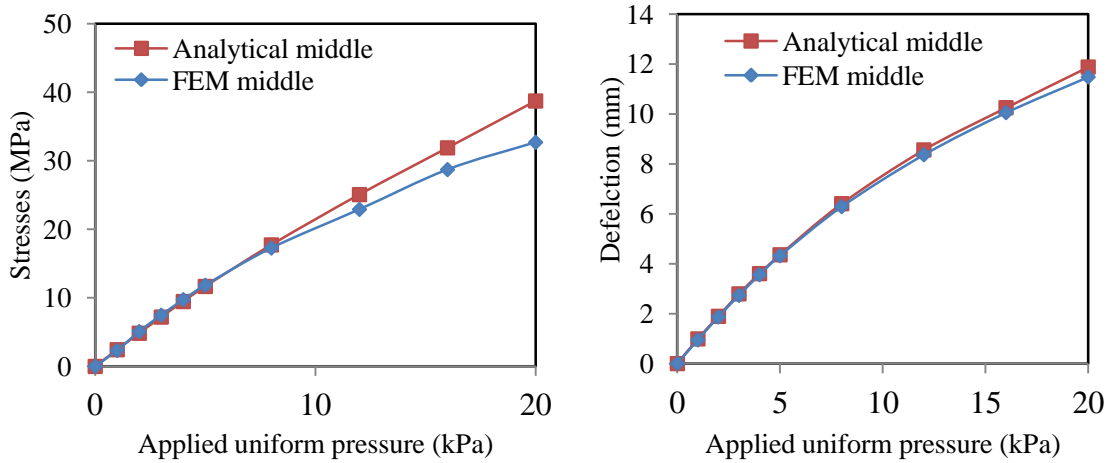 50
40
30
20
10
0
Stresses (MPa)
Analytical middle
FEM middle
0
10
20
Applied uniform pressure (kPa)
14
12
10
8
6
4
2
0
Defelction (mm)
Analytical middle
FEM middle
0
5
10
15
20
Applied uniform pressure (kPa)